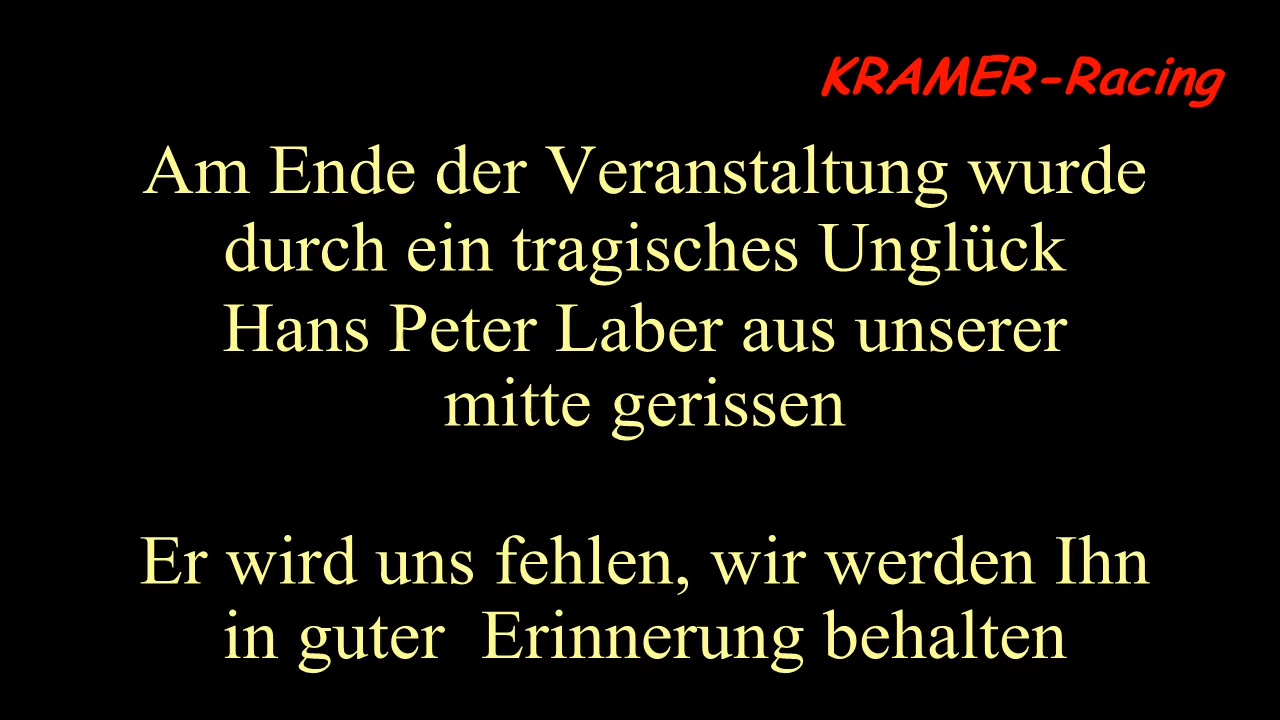 KRAMER-Racing
Am Ende der Veranstaltung wurde
durch ein tragisches Unglück
Hans Peter Laber aus unserer
mitte gerissen
Er wird uns fehlen, wir werden Ihn
in guter  Erinnerung behalten